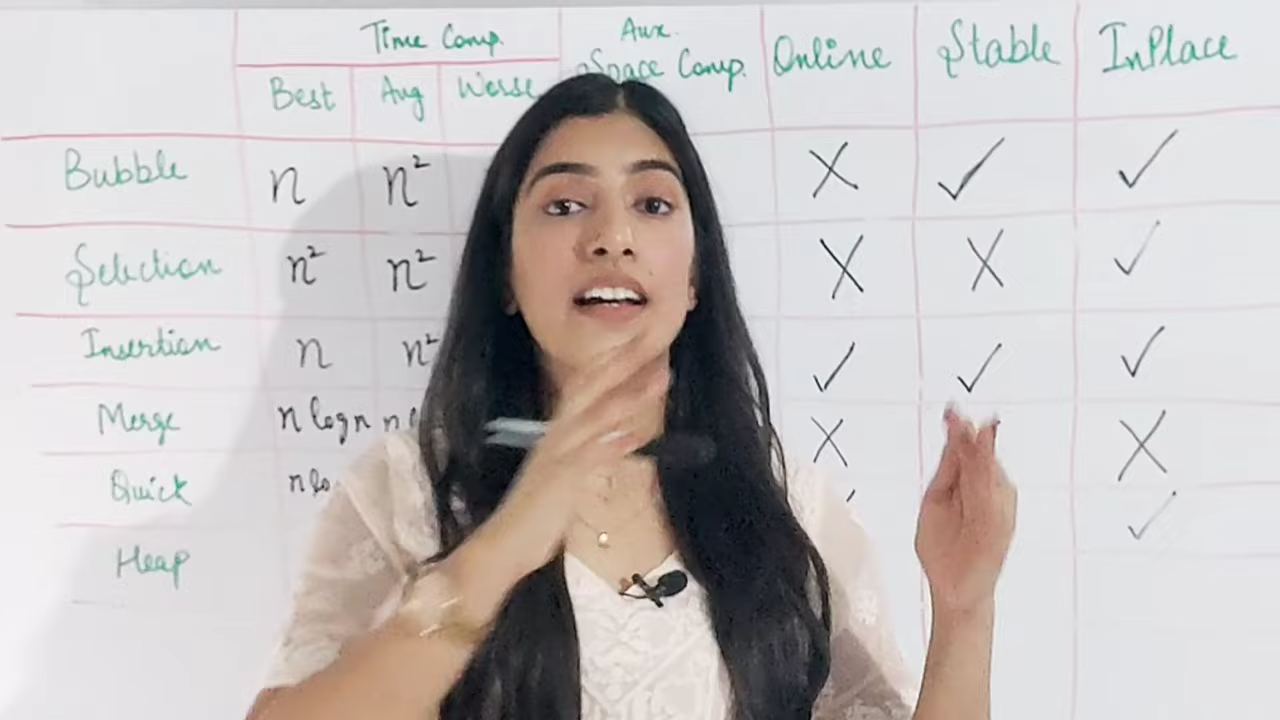 Time Comp.
Aux.
Space Comp.
Online
Stable
InPlace
Best Avg Worse
Bubble n n² X ✓ ✓
Selection n² n² X X ✓
Insertion n n² ✓ ✓ ✓
Merge n log n n X X
Quick n lo ✓
Heap